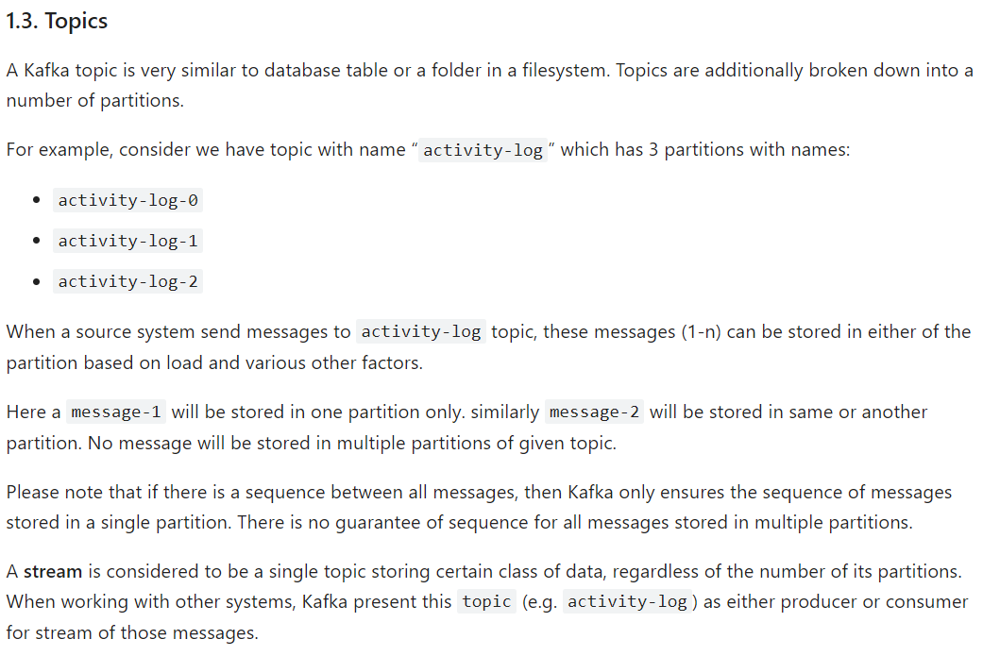 1.3. Topics
A Kafka topic is very similar to database table or a folder in a filesystem. Topics are additionally broken down into a
number of partitions.
For example, consider we have topic with name “activity-log” which has 3 partitions with names:
• activity-log-0
• activity-log-1
• activity-log-2
When a source system send messages to activity-log topic, these messages (1-n) can be stored in either of the
partition based on load and various other factors.
Here a message-1 will be stored in one partition only. similarly message-2 will be stored in same or another
partition. No message will be stored in multiple partitions of given topic.
Please note that if there is a sequence between all messages, then Kafka only ensures the sequence of messages
stored in a single partition. There is no guarantee of sequence for all messages stored in multiple partitions.
A stream is considered to be a single topic storing certain class of data, regardless of the number of its partitions.
When working with other systems, Kafka present this topic (e.g. activity-log) as either producer or consumer
for stream of those messages.